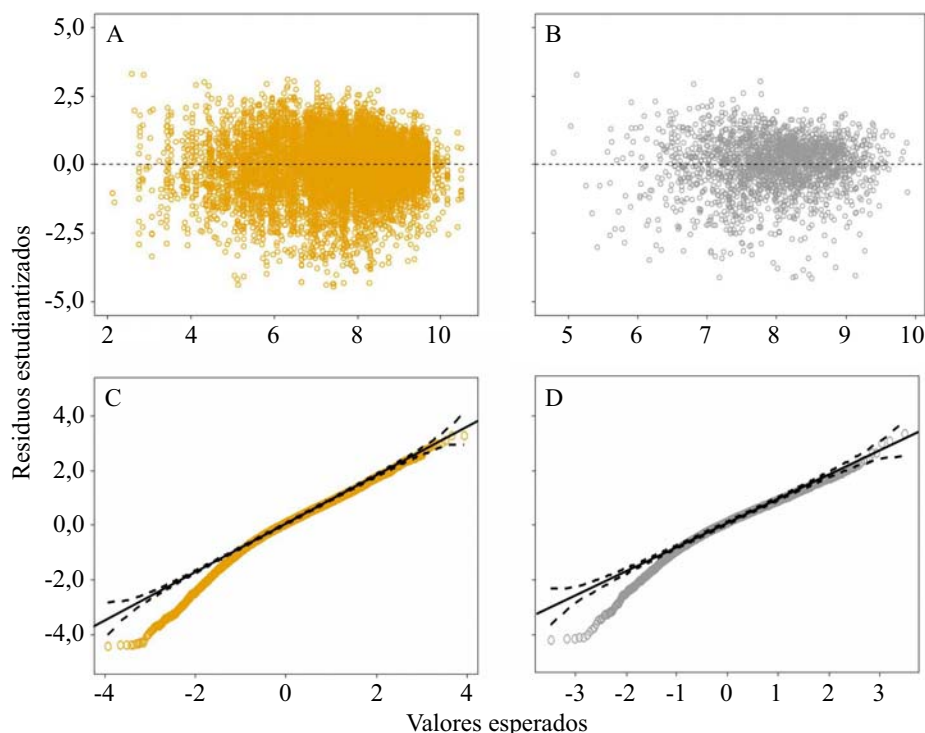 A
B
5,0
2,5
0,0
-2,5
-5,0
2 4 6 8 10
5 6 7 8 9 10
Residuos estudiantizados
C
D
4,0
2,0
0,0
-2,0
-4,0
-4 -2 0 2 4
-3 -2 -1 0 1 2 3
Valores esperados